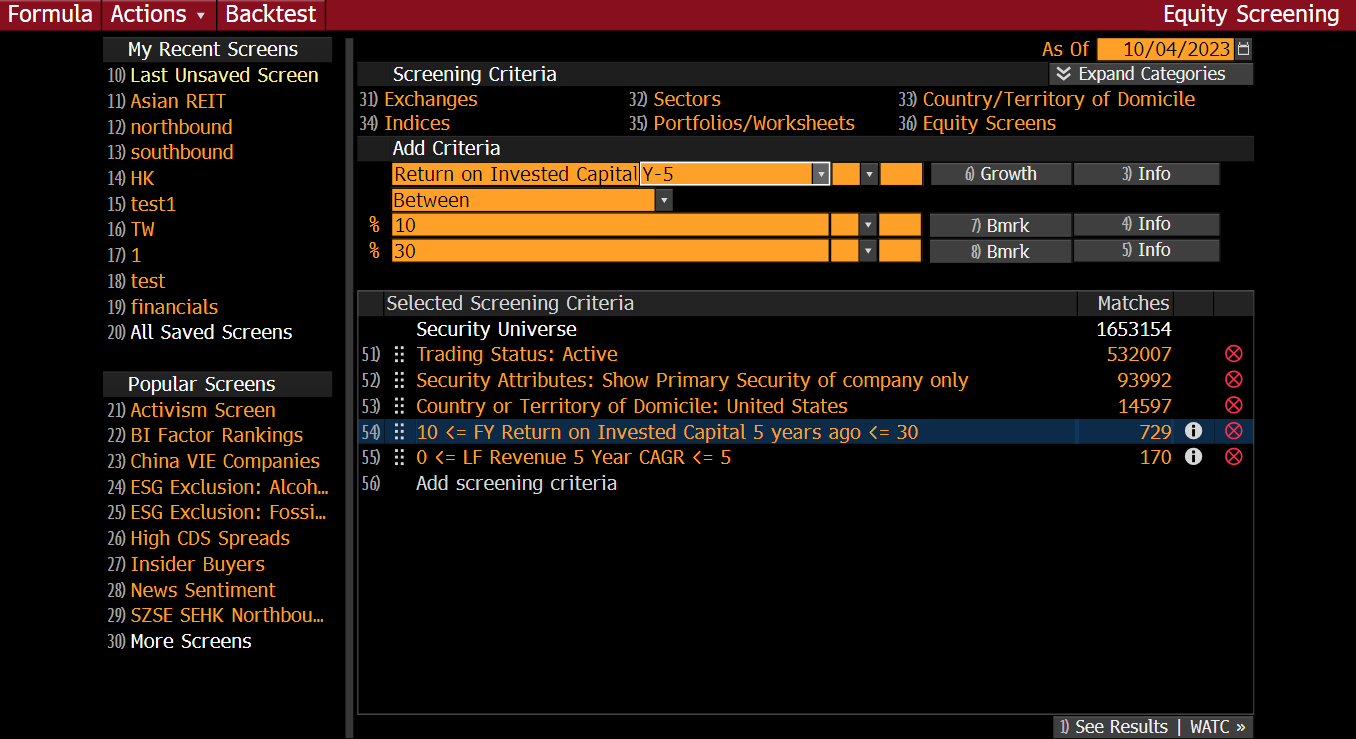 Formula Actions Backtest Equity Screening
My Recent Screens
10) Last Unsaved Screen
11) Asian REIT
12) northbound
13) southbound
14) HK
15) test1
16) TW
17) 1
18) test
19) financials
20) All Saved Screens
Popular Screens
21) Activism Screen
22) BI Factor Rankings
23) China VIE Companies
24) ESG Exclusion: Alcoh...
25) ESG Exclusion: Fossi...
26) High CDS Spreads
27) Insider Buyers
28) News Sentiment
29) SZSE SEHK Northbou...
30) More Screens
As Of 10/04/2023
Screening Criteria Expand Categories
31) Exchanges 32) Sectors 33) Country/Territory of Domicile
34) Indices 35) Portfolios/Worksheets 36) Equity Screens
Add Criteria
Return on Invested Capital Y-5 6) Growth 3) Info
Between
% 10 7) Bmrk 4) Info
% 30 8) Bmrk 5) Info
Selected Screening Criteria Matches
Security Universe 1653154
51) Trading Status: Active 532007
52) Security Attributes: Show Primary Security of company only 93992
53) Country or Territory of Domicile: United States 14597
54) 10 <= FY Return on Invested Capital 5 years ago <= 30 729
55) 0 <= LF Revenue 5 Year CAGR <= 5 170
56) Add screening criteria
1) See Results | WATC »